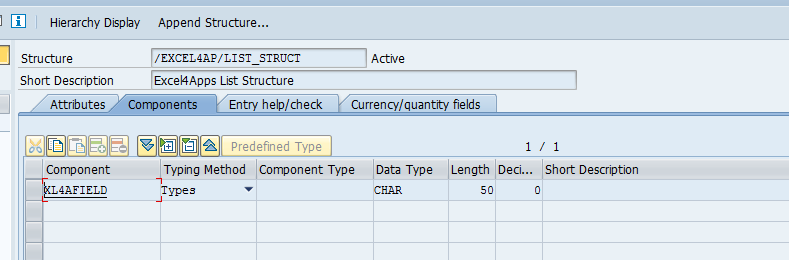 Hierarchy Display Append Structure...
Structure /EXCEL4AP/LIST_STRUCT Active
Short Description Excel4Apps List Structure
Attributes Components Entry help/check Currency/quantity fields
Predefined Type 1 / 1
Component Typing Method Component Type Data Type Length Deci... Short Description
XL4AFIELD Types CHAR 50 0